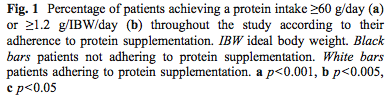 Fig. 1 Percentage of patients achieving a protein intake ≥60 g/day (a)
or ≥1.2 g/IBW/day (b) throughout the study according to their
adherence to protein supplementation. IBW ideal body weight. Black
bars patients not adhering to protein supplementation. White bars
patients adhering to protein supplementation. a p<0.001, b p<0.005,
c p<0.05